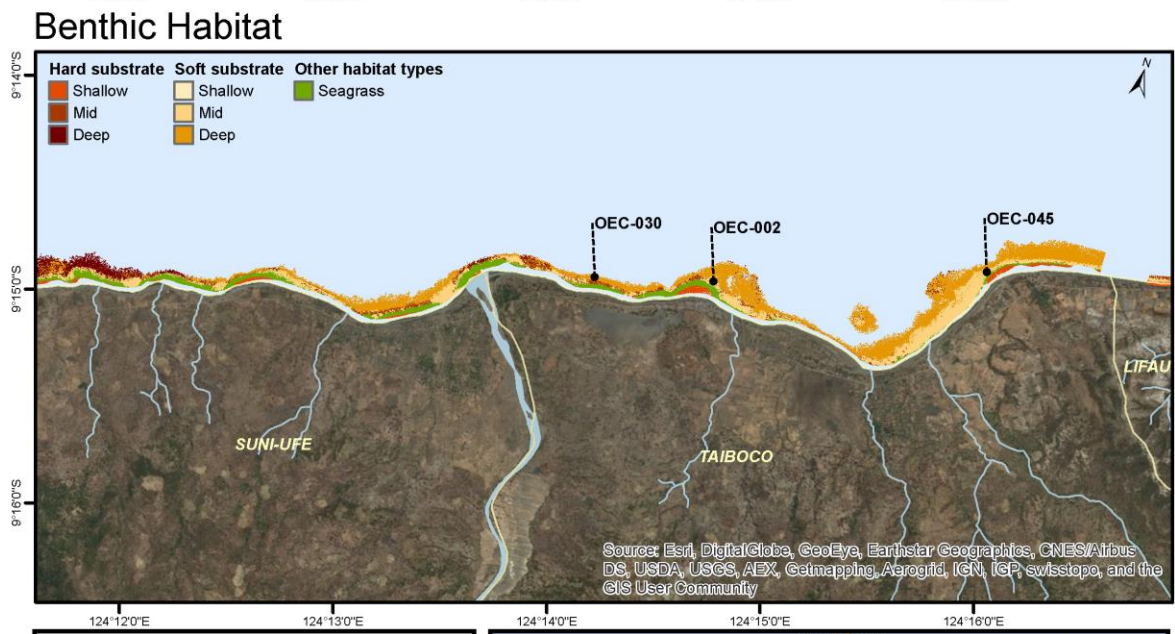 Benthic Habitat
Hard substrate
Shallow
Mid
Deep
Soft substrate
Shallow
Mid
Deep
Other habitat types
Seagrass
N
9°14'0"S
9°15'0"S
9°16'0"S
OEC-030
OEC-002
OEC-045
LIFAU
SUNI-UFE
TAIBOCO
Source: Esri, DigitalGlobe, GeoEye, Earthstar Geographics, CNES/Airbus
DS, USDA, USGS, AEX, Getmapping, Aerogrid, IGN, IGP, swisstopo, and the
GIS User Community
124°12'0"E
124°13'0"E
124°14'0"E
124°15'0"E
124°16'0"E